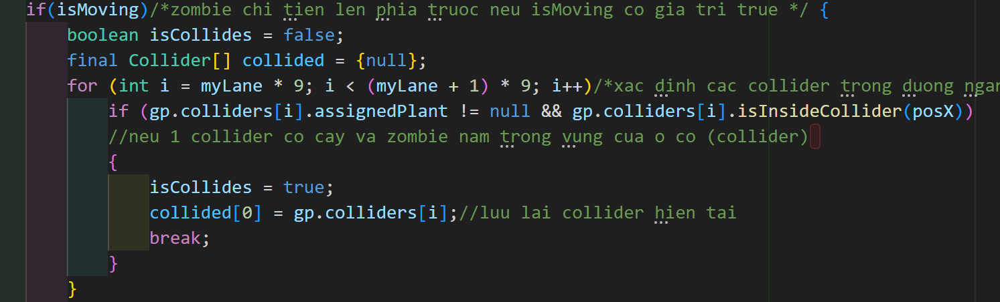 if(isMoving)/*zombie chi tien len phia truoc neu isMoving co gia tri true */ {
boolean isCollides = false;
final Collider[] collided = {null};
for (int i = myLane * 9; i < (myLane + 1) * 9; i++)/*xac dinh cac collider trong duong
if (gp.colliders[i].assignedPlant != null && gp.colliders[i].isInsideCollider(posX))
//neu 1 collider co cay va zombie nam trong vung cua o co (collider)
{
isCollides = true;
collided[0] = gp.colliders[i];//luu lai collider hien tai
break;
}
}